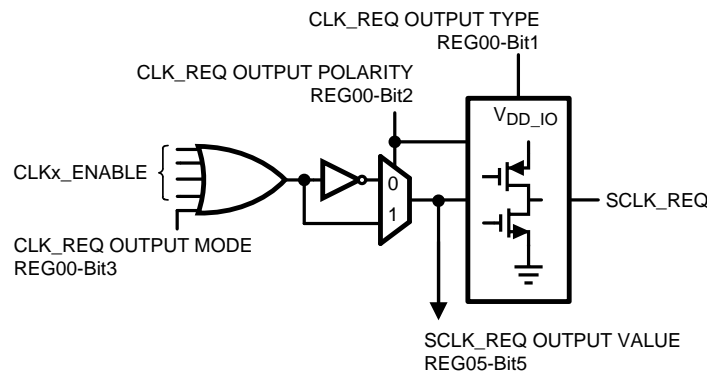 CLK_REQ OUTPUT TYPE
REG00-Bit1
CLK_REQ OUTPUT POLARITY
REG00-Bit2
VDD_IO
CLKx_ENABLE
0
1
SCLK_REQ
CLK_REQ OUTPUT MODE
REG00-Bit3
SCLK_REQ OUTPUT VALUE
REG05-Bit5